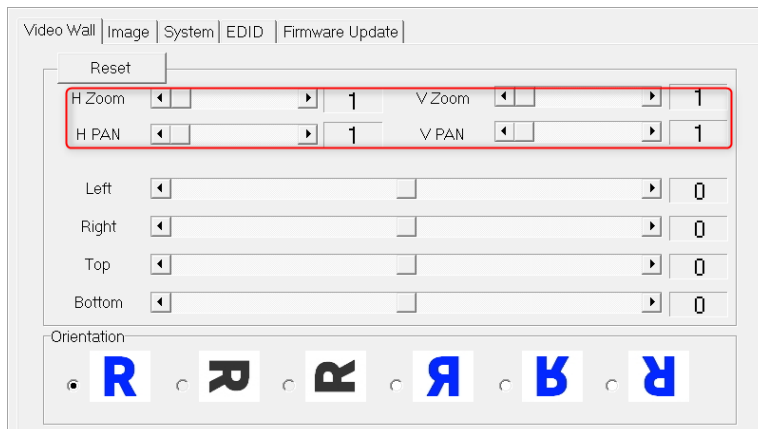 Video Wall Image System EDID Firmware Update
Reset
H Zoom 1 V Zoom 1
H PAN 1 V PAN 1
Left 0
Right 0
Top 0
Bottom 0
Orientation
R R R R R R